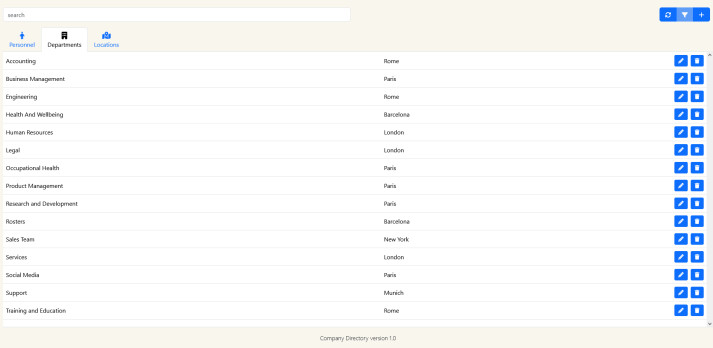 search
Personnel Departments Locations
Accounting Rome
Business Management Paris
Engineering Rome
Health And Wellbeing Barcelona
Human Resources London
Legal London
Occupational Health Paris
Product Management Paris
Research and Development Paris
Rosters Barcelona
Sales Team New York
Services London
Social Media Paris
Support Munich
Training and Education Rome
Company Directory version 1.0